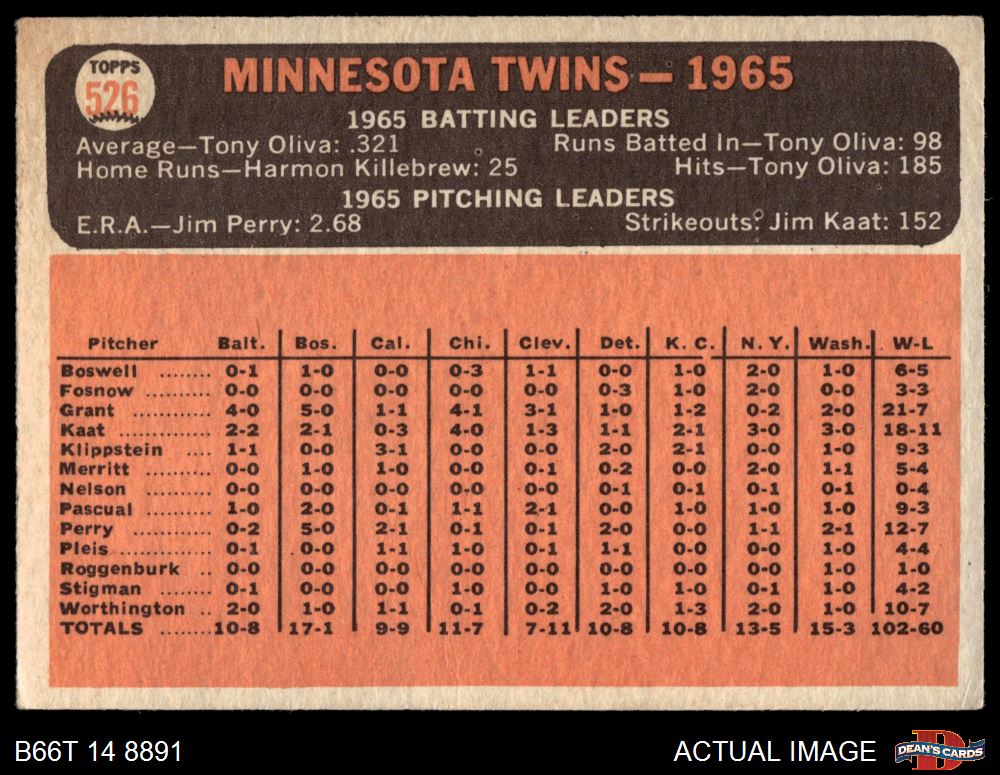 TOPPS
526
MINNESOTA TWINS — 1965
1965 BATTING LEADERS
Average—Tony Oliva: .321 Runs Batted In—Tony Oliva: 98
Home Runs—Harmon Killebrew: 25 Hits—Tony Oliva: 185
1965 PITCHING LEADERS
E.R.A.—Jim Perry: 2.68 Strikeouts: Jim Kaat: 152
Pitcher Balt. Bos. Cal. Chi. Clev. Det. K. C. N. Y. Wash. W-L
Boswell ........ 0-1 1-0 0-0 0-3 1-1 0-0 1-0 2-0 1-0 6-5
Fosnow .......... 0-0 0-0 0-0 0-0 0-0 0-3 1-0 2-0 0-0 3-3
Grant ............ 4-0 5-0 1-1 4-1 3-1 1-0 1-2 0-2 2-0 21-7
Kaat .............. 2-2 2-1 0-3 4-0 1-3 1-1 2-1 3-0 3-0 18-11
Klippstein .... 1-1 0-0 3-1 0-0 0-0 2-0 2-1 0-0 1-0 9-3
Merritt .......... 0-0 1-0 1-0 0-0 0-1 0-2 0-0 2-0 1-1 5-4
Nelson .......... 0-0 0-0 0-0 0-0 0-0 0-1 0-1 0-1 0-1 0-4
Pascual .......... 1-0 2-0 0-1 1-1 2-1 0-0 1-0 1-0 1-0 9-3
Perry ............ 0-2 5-0 2-1 0-1 0-1 2-0 0-0 1-1 2-1 12-7
Pleis .............. 0-1 0-0 1-1 1-0 0-1 1-1 0-0 0-0 1-0 4-4
Roggenburk .. 0-0 0-0 0-0 0-0 0-0 0-0 0-0 0-0 1-0 1-0
Stigman ........ 0-1 0-0 0-0 1-0 0-0 1-0 1-0 0-1 1-0 4-2
Worthington .. 2-0 1-0 1-1 0-1 0-2 2-0 1-3 2-0 1-0 10-7
TOTALS ........ 10-8 17-1 9-9 11-7 7-11 10-8 10-8 13-5 15-3 102-60
B66T 14 8891 ACTUAL IMAGE DEAN'S CARDS